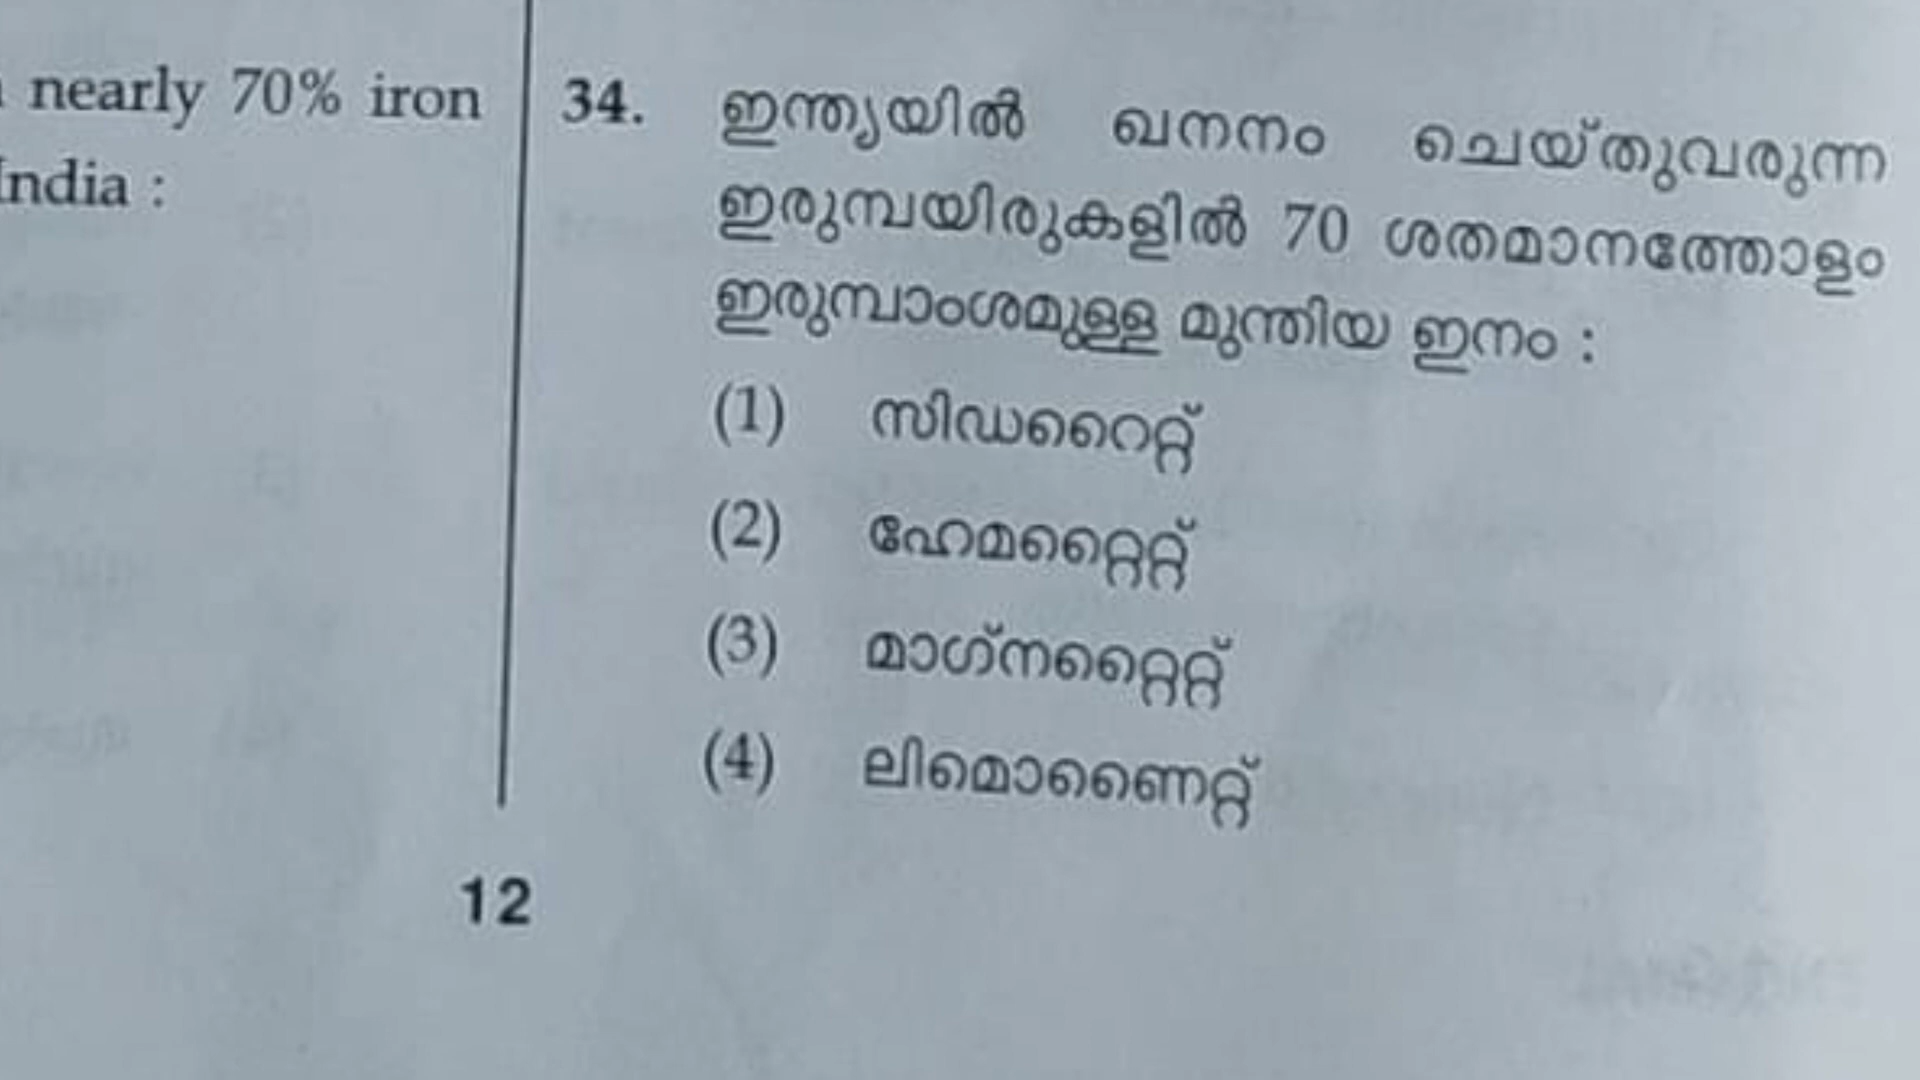 nearly 70% iron
India :
34. ഇന്ത്യയിൽ ഖനനം ചെയ്തുവരുന്ന
ഇരുമ്പയിരുകളിൽ 70 ശതമാനത്തോളം
ഇരുമ്പാംശമുള്ള മുന്തിയ ഇനം :
(1) സിഡറൈറ്റ്
(2) ഹേമറ്റൈറ്റ്
(3) മാഗ്നറ്റൈറ്റ്
(4) ലിമൊണൈറ്റ്
12